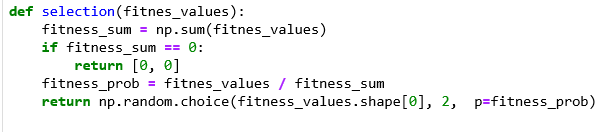 def selection(fitnes_values):
    fitness_sum = np.sum(fitness_values)
    if fitness_sum == 0:
        return [0, 0]
    fitness_prob = fitnes_values / fitness_sum
    return np.random.choice(fitness_values.shape[0], 2,  p=fitness_prob)